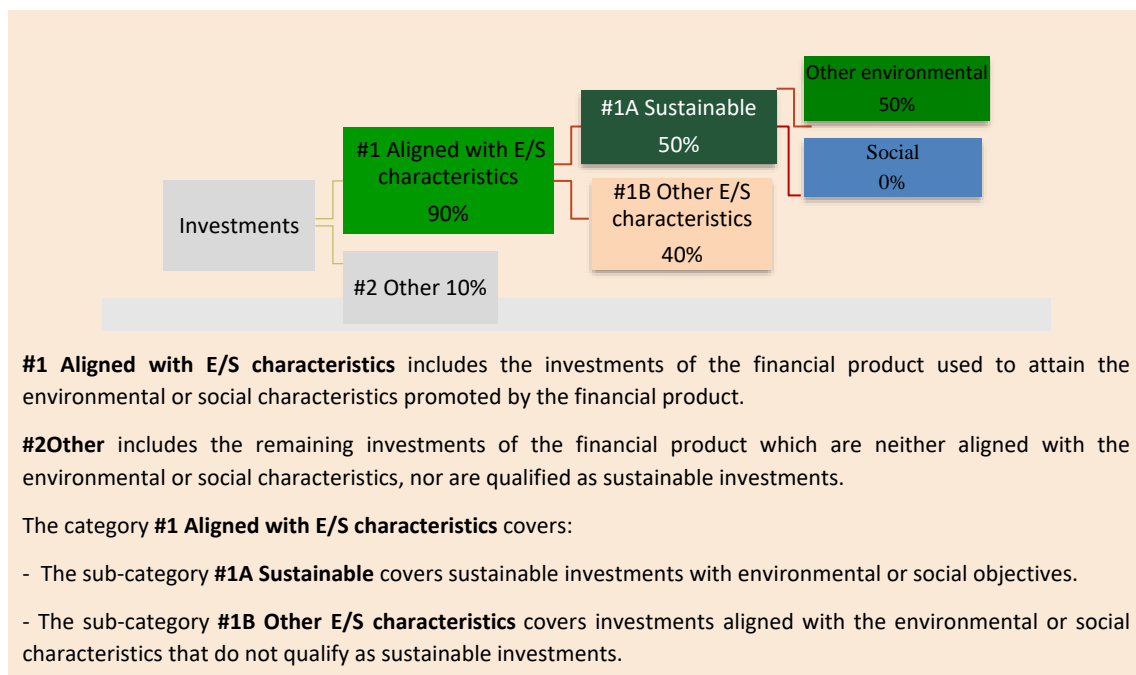 Other environmental
50%
#1A Sustainable
50%
Social
0%
#1 Aligned with E/S
characteristics
90%
#1B Other E/S
characteristics
40%
Investments
#2 Other 10%
#1 Aligned with E/S characteristics includes the investments of the financial product used to attain the
environmental or social characteristics promoted by the financial product.
#2Other includes the remaining investments of the financial product which are neither aligned with the
environmental or social characteristics, nor are qualified as sustainable investments.
The category #1 Aligned with E/S characteristics covers:
- The sub-category #1A Sustainable covers sustainable investments with environmental or social objectives.
- The sub-category #1B Other E/S characteristics covers investments aligned with the environmental or social
characteristics that do not qualify as sustainable investments.